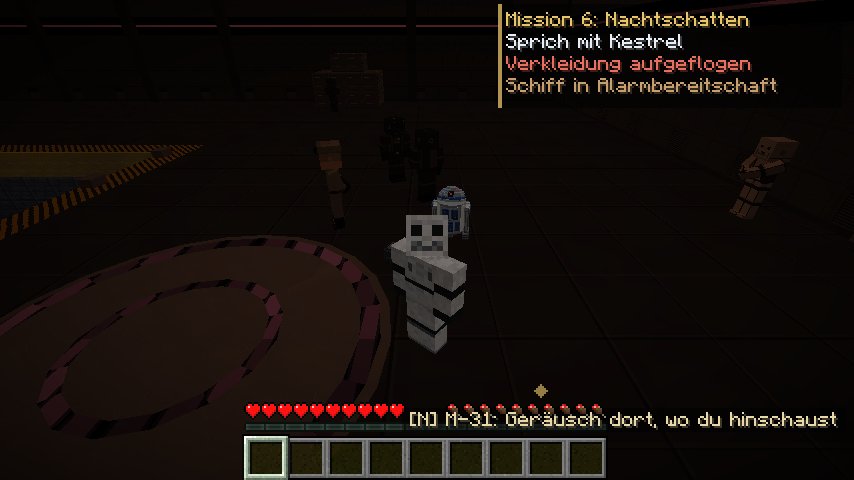 Mission 6: Nachtschatten
Sprich mit Kestrel
Verkleidung aufgeflogen
Schiff in Alarmbereitschaft
[N] M-31: Geräusch dort, wo du hinschaust